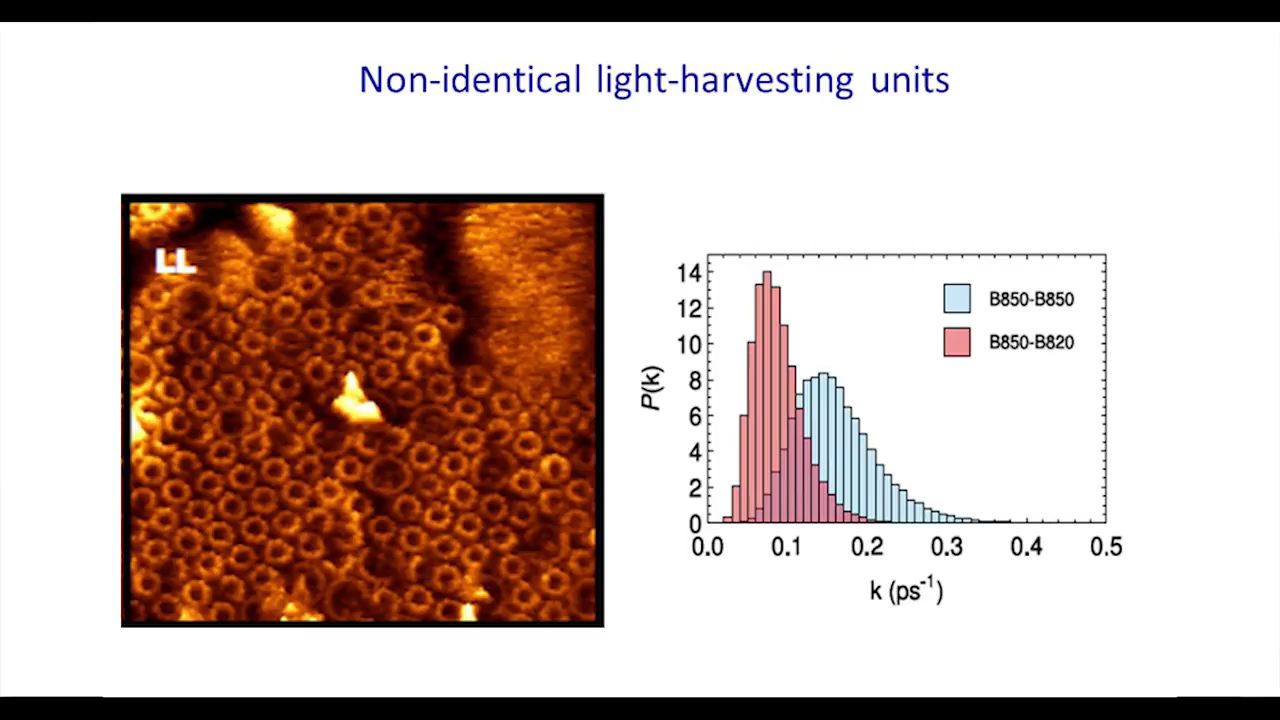 Non-identical light-harvesting units
LL
14
12
10
8
6
4
2
0
P(k)
B850-B850
B850-B820
0.0 0.1 0.2 0.3 0.4 0.5
k (ps⁻¹)